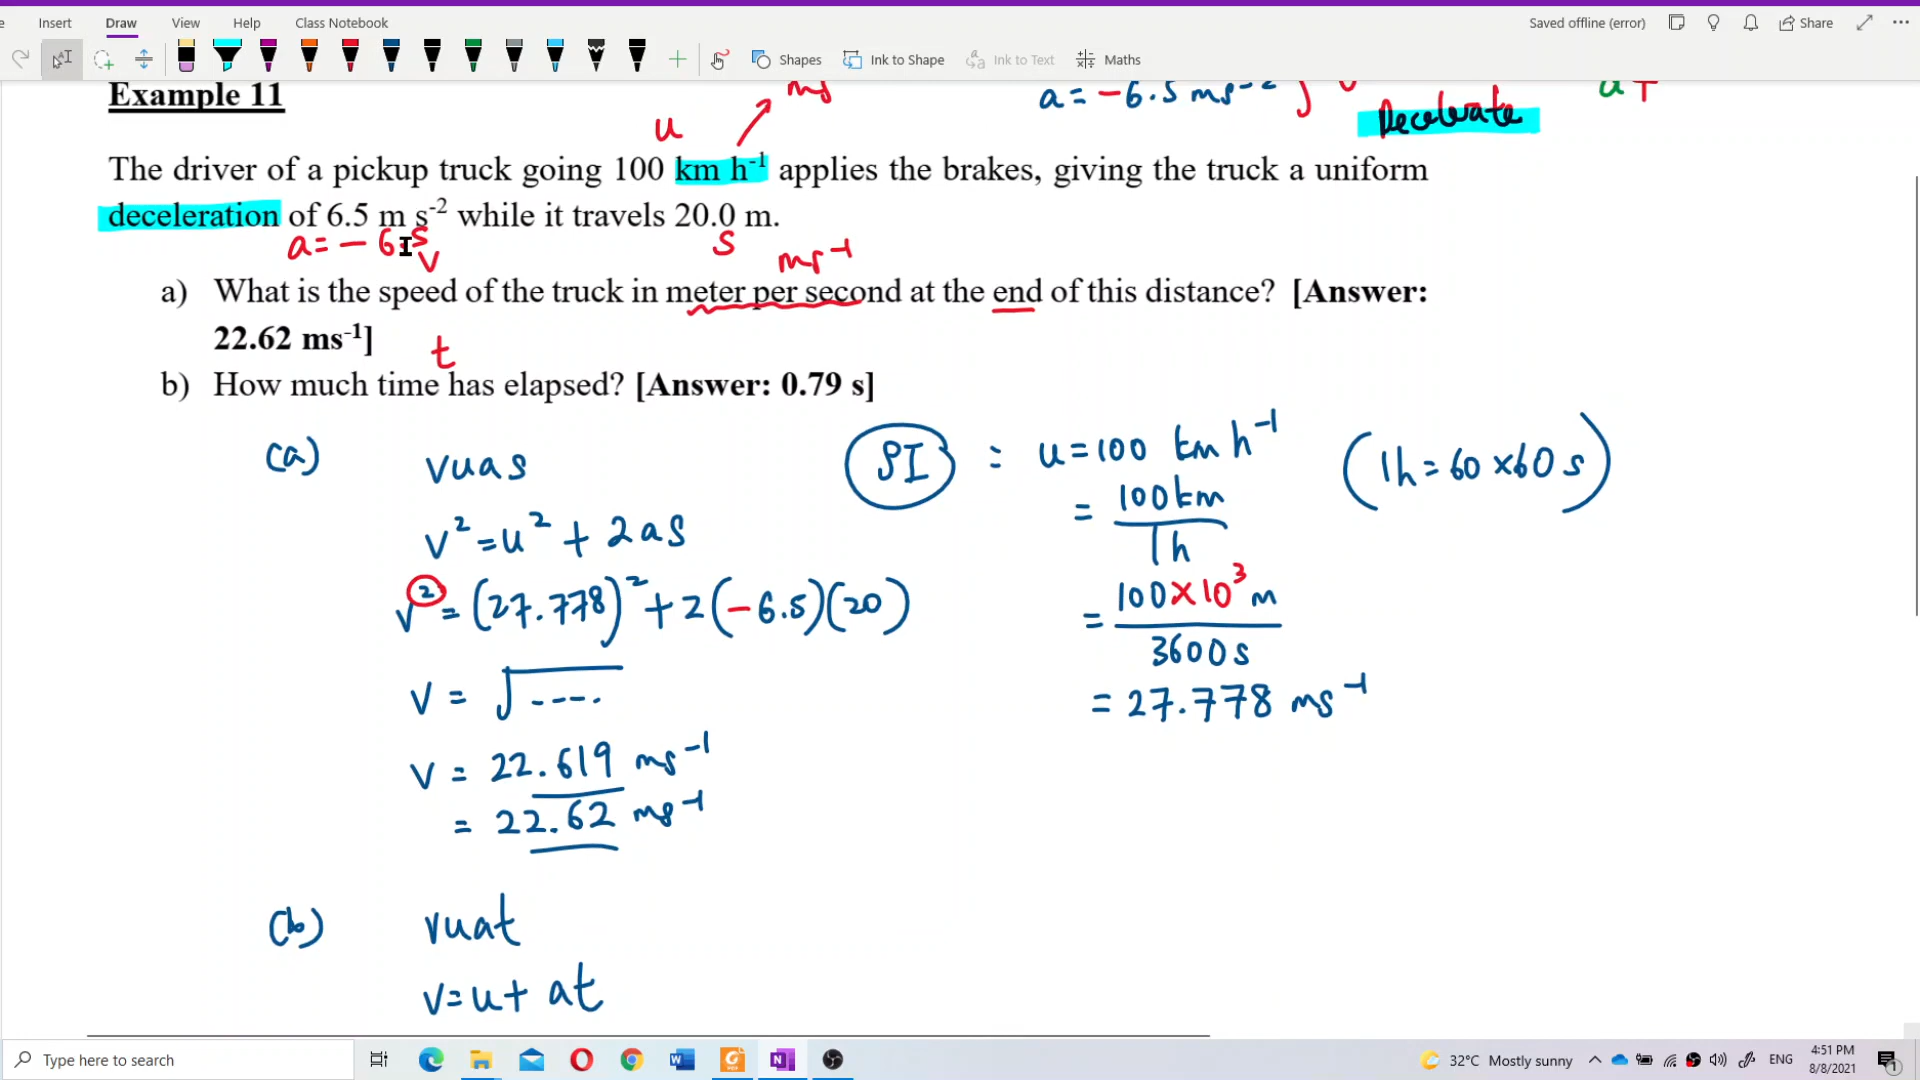 Insert Draw View Help Class Notebook Saved offline (error) Share
Shapes Ink to Shape Ink to Text Maths
Example 11
a = -6.5 ms-2
Decelerate
u
The driver of a pickup truck going 100 km h-1 applies the brakes, giving the truck a uniform
deceleration of 6.5 m s-2 while it travels 20.0 m.
a = - 6.5
s
v
ms-1
a) What is the speed of the truck in meter per second at the end of this distance? [Answer:
22.62 ms-1]
t
b) How much time has elapsed? [Answer: 0.79 s]
(a) vuas
v2 = u2 + 2as
v2 = (27.778)2 + 2(-6.5)(20)
v = √----.
v = 22.619 ms-1
= 22.62 ms-1
SI : u = 100 km h-1 (1h = 60 x 60 s)
= 100km
1h
= 100 x 103 m
3600 s
= 27.778 ms-1
(b) vuat
v = u + at
Type here to search
32°C Mostly sunny
ENG
4:51 PM
8/8/2021